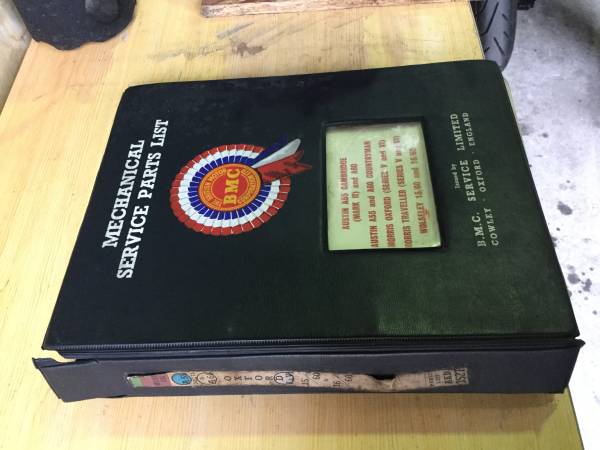 MECHANICAL
SERVICE PARTS LIST
BMC
AUSTIN A55 CAMBRIDGE
(MARK II) and A60
AUSTIN A55 and A60 COUNTRYMAN
MORRIS OXFORD (SERIES V and VI)
MORRIS TRAVELLER (SERIES V and VI)
WOLSELEY 15/60 and 16/60
Issued by
B.M.C. SERVICE LIMITED
COWLEY · OXFORD · ENGLAND
OXFORD